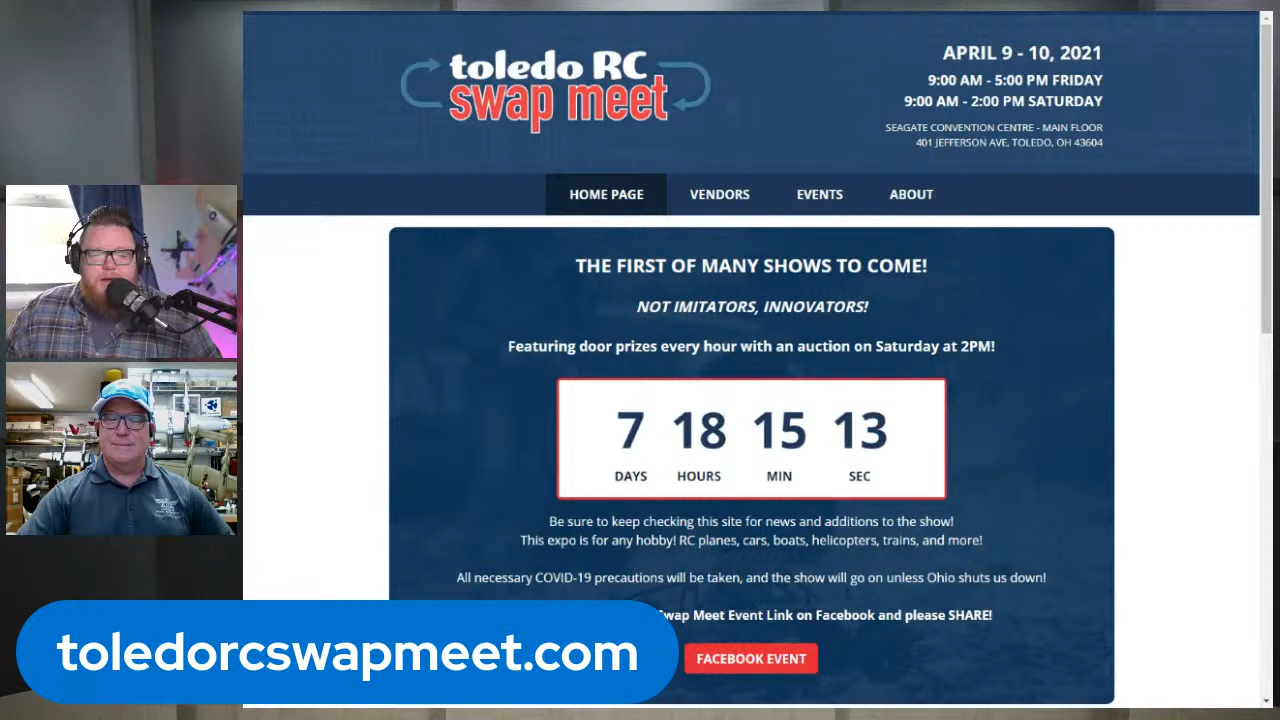 toledo RC
swap meet
APRIL 9 - 10, 2021
9:00 AM - 5:00 PM FRIDAY
9:00 AM - 2:00 PM SATURDAY
SEAGATE CONVENTION CENTRE - MAIN FLOOR
401 JEFFERSON AVE, TOLEDO, OH 43604
HOME PAGE VENDORS EVENTS ABOUT
THE FIRST OF MANY SHOWS TO COME!
NOT IMITATORS, INNOVATORS!
Featuring door prizes every hour with an auction on Saturday at 2PM!
7 18 15 13
DAYS HOURS MIN SEC
Be sure to keep checking this site for news and additions to the show!
This expo is for any hobby! RC planes, cars, boats, helicopters, trains, and more!
All necessary COVID-19 precautions will be taken, and the show will go on unless Ohio shuts us down!
Swap Meet Event Link on Facebook and please SHARE!
FACEBOOK EVENT
toledorcswapmeet.com